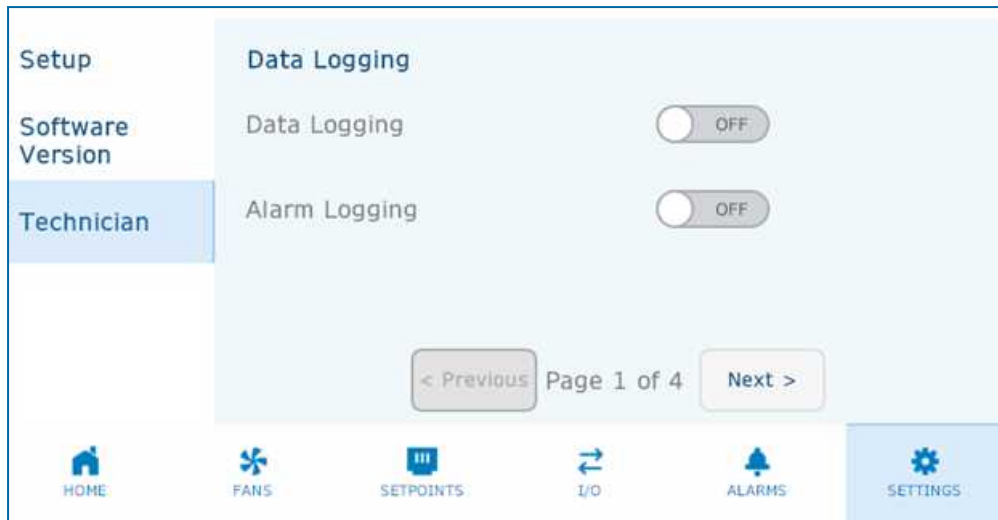 Setup
Software
Version
Technician
Data Logging
Data Logging OFF
Alarm Logging OFF
< Previous Page 1 of 4 Next >
HOME FANS SETPOINTS I/O ALARMS SETTINGS